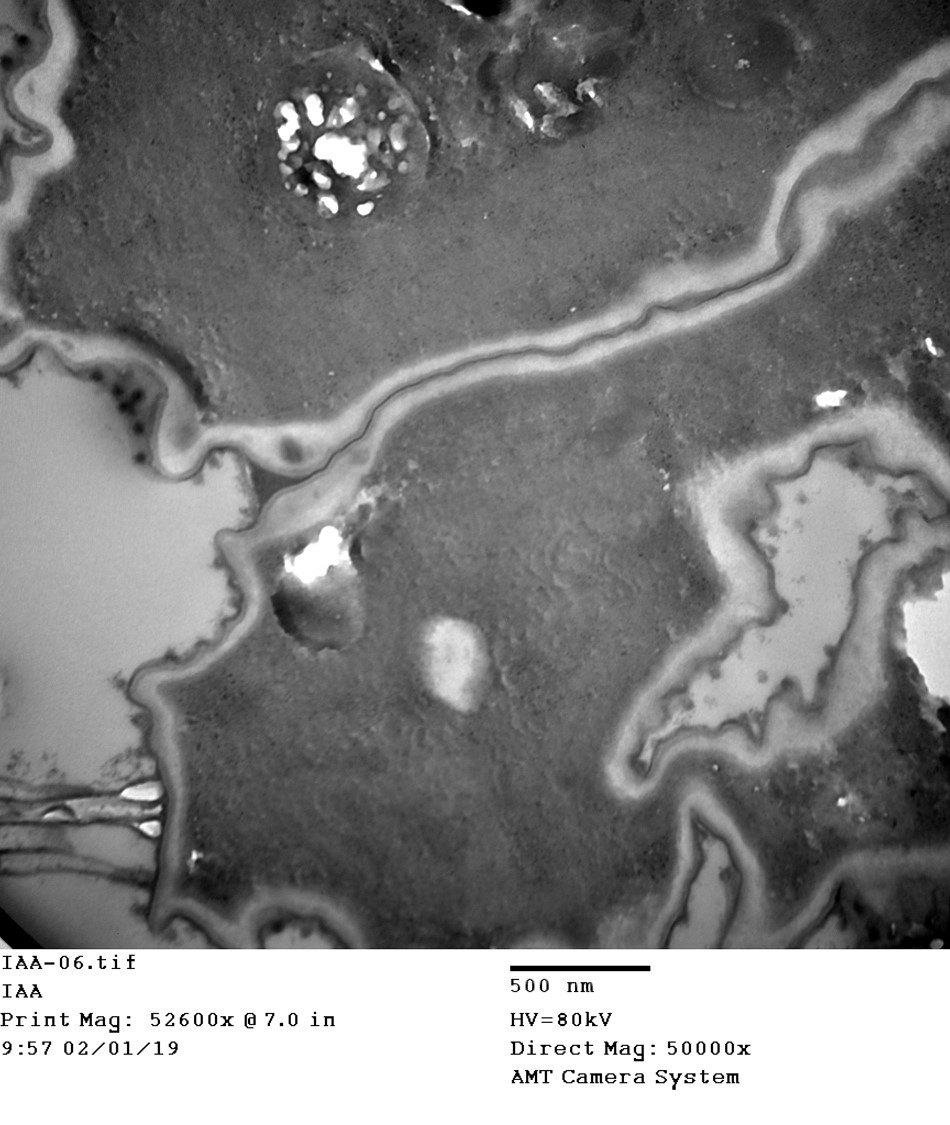 IAA-06.tif
IAA
Print Mag: 52600x @ 7.0 in
9:57 02/01/19
500 nm
HV=80kV
Direct Mag: 50000x
AMT Camera System